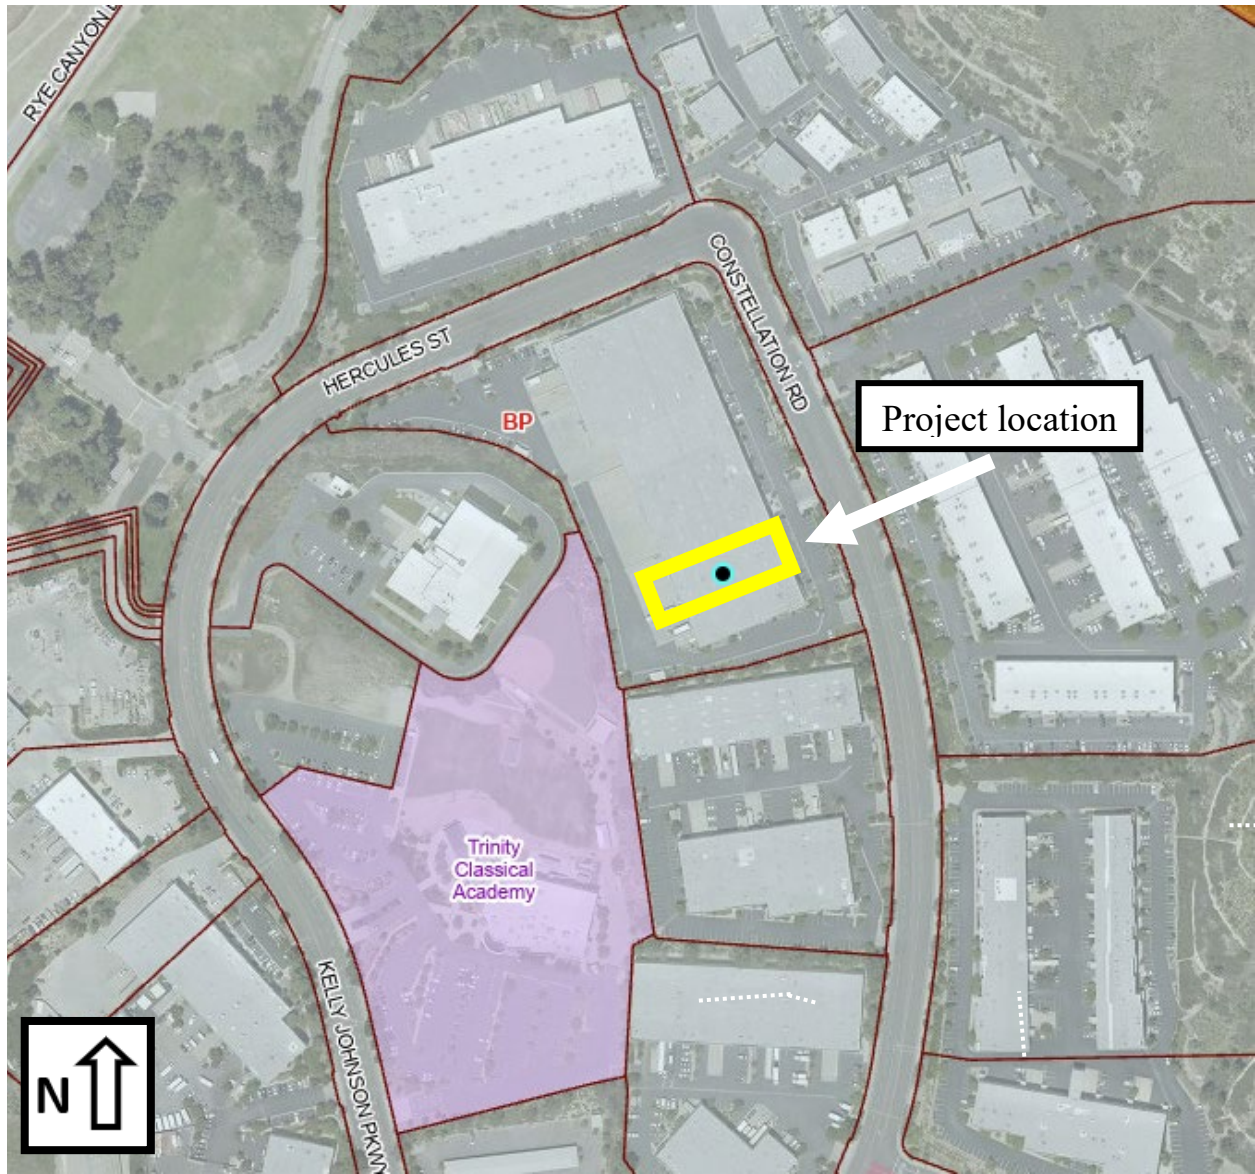 RYE CANYON
CONSTELLATION RD
HERCULES ST
Project location
BP
Trinity
Classical
Academy
KELLY JOHNSON PKWY
N